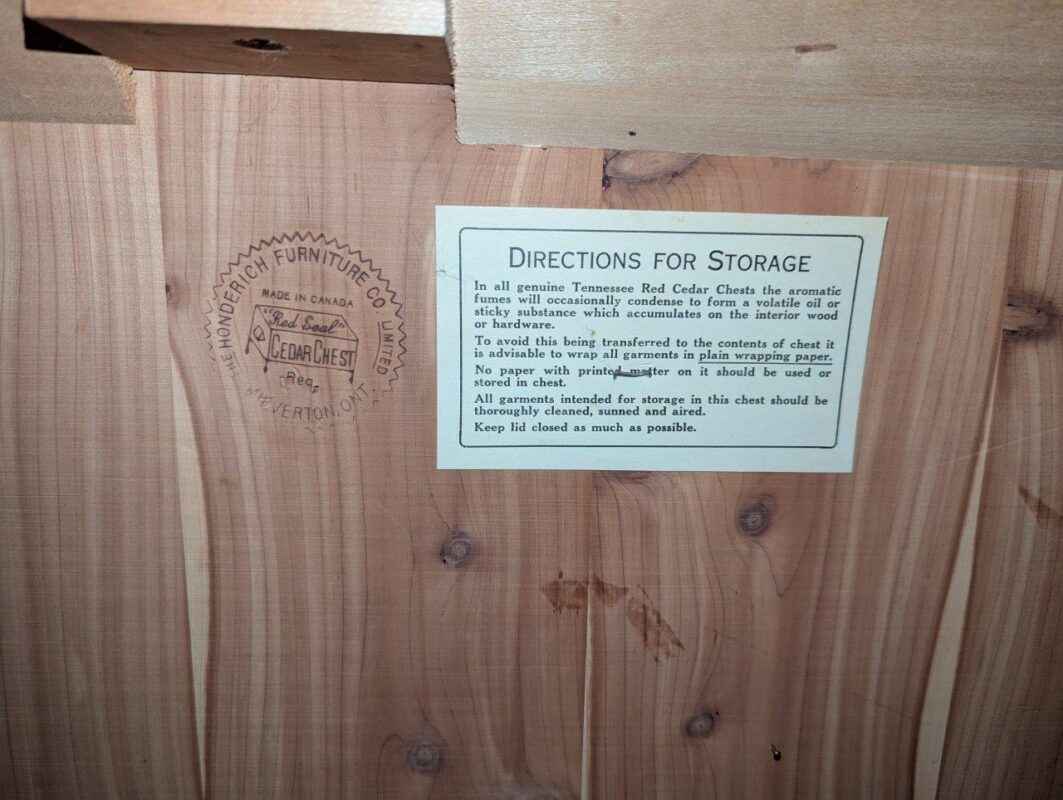 THE HONDERICH FURNITURE CO. LIMITED
MADE IN CANADA
"Red Seal"
CEDAR CHEST
Reg.
MILVERTON, ONT.
DIRECTIONS FOR STORAGE
In all genuine Tennessee Red Cedar Chests the aromatic
fumes will occasionally condense to form a volatile oil or
sticky substance which accumulates on the interior wood
or hardware.
To avoid this being transferred to the contents of chest it
is advisable to wrap all garments in plain wrapping paper.
No paper with printed matter on it should be used or
stored in chest.
All garments intended for storage in this chest should be
thoroughly cleaned, sunned and aired.
Keep lid closed as much as possible.